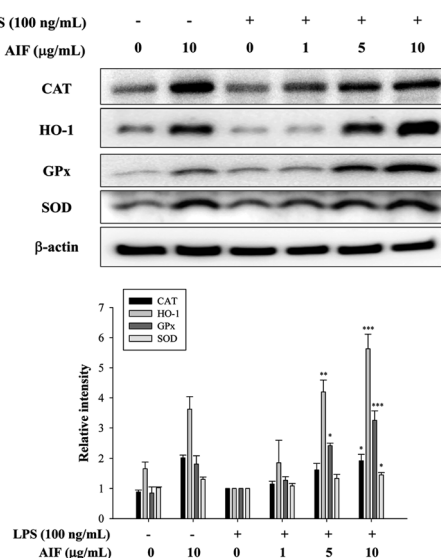 PS (100 ng/mL) - - + + + +
AIF (μg/mL) 0 10 0 1 5 10
CAT
HO-1
GPx
SOD
β-actin
7
6
5
4
3
2
1
0
Relative intensity
CAT
HO-1
GPx
SOD
** * *** *** * *
LPS (100 ng/mL) - - + + + +
AIF (μg/mL) 0 10 0 1 5 10